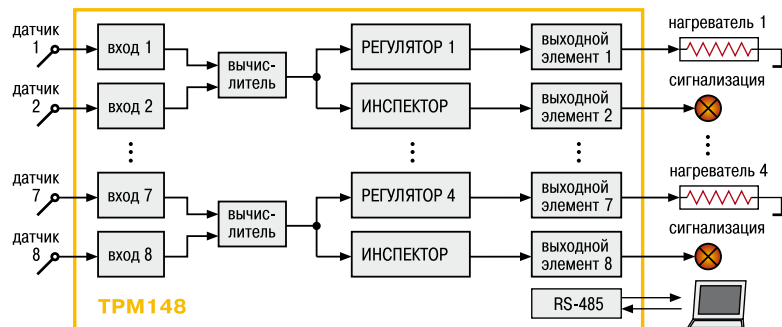 датчик
1
вход 1
вычис-
литель
РЕГУЛЯТОР 1
выходной
элемент 1
нагреватель 1
датчик
2
вход 2
ИНСПЕКТОР
выходной
элемент 2
сигнализация
датчик
7
вход 7
вычис-
литель
РЕГУЛЯТОР 4
выходной
элемент 7
нагреватель 4
датчик
8
вход 8
ИНСПЕКТОР
выходной
элемент 8
сигнализация
ТРМ148
RS-485